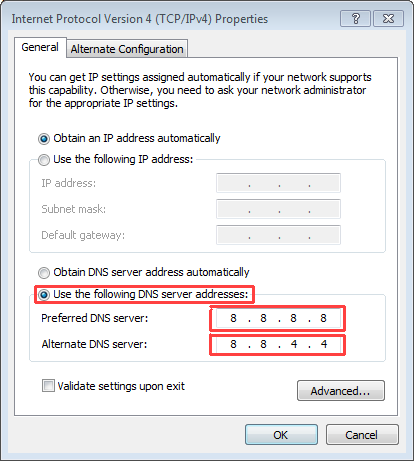 Internet Protocol Version 4 (TCP/IPv4) Properties
?
General
Alternate Configuration
You can get IP settings assigned automatically if your network supports
this capability. Otherwise, you need to ask your network administrator
for the appropriate IP settings.
Obtain an IP address automatically
Use the following IP address:
IP address: . . .
Subnet mask: . . .
Default gateway: . . .
Obtain DNS server address automatically
Use the following DNS server addresses:
Preferred DNS server: 8 . 8 . 8 . 8
Alternate DNS server: 8 . 8 . 4 . 4
Validate settings upon exit
Advanced...
OK
Cancel